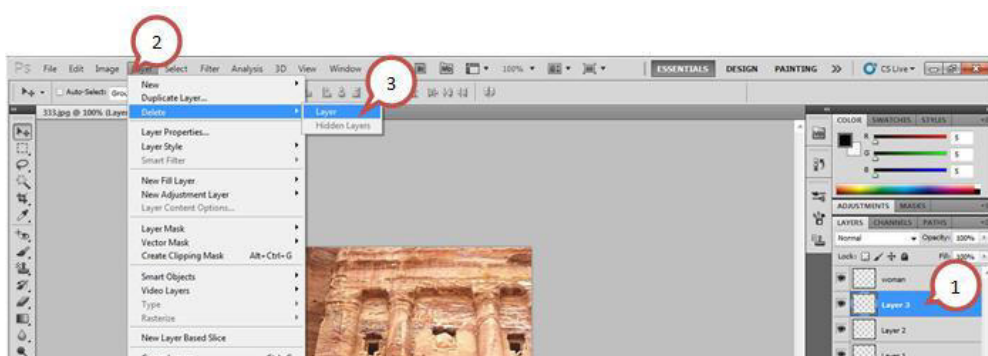 2
Ps File Edit Image Layer Select Filter Analysis 3D View Window 100% ESSENTIALS DESIGN PAINTING CS Live
3
Auto-Select:
333.jpg @ 100% (Layer
New
Duplicate Layer...
Delete
Layer
Hidden Layers
Layer Properties...
Layer Style
Smart Filter
New Fill Layer
New Adjustment Layer
Layer Content Options...
Layer Mask
Vector Mask
Create Clipping Mask Alt+Ctrl+G
Smart Objects
Video Layers
Type
Rasterize
New Layer Based Slice
COLOR SWATCHES STYLES
R 5
G 5
B 5
ADJUSTMENTS MASKS
LAYERS CHANNELS PATHS
Normal Opacity: 100%
Lock: Fill: 100%
woman
1
Layer 3
Layer 2
Layer 1